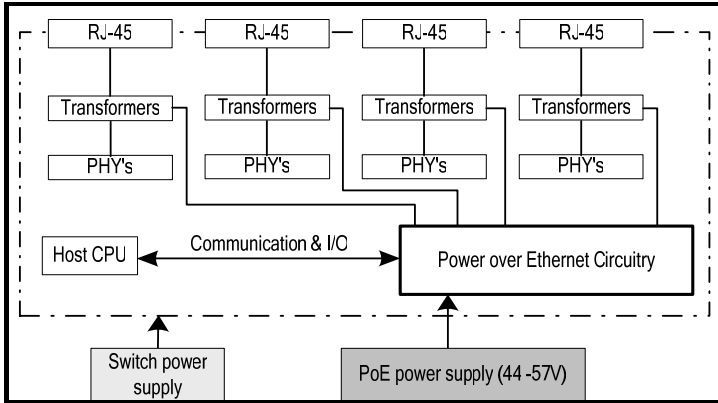 RJ-45 RJ-45 RJ-45 RJ-45
Transformers Transformers Transformers Transformers
PHY's PHY's PHY's PHY's
Communication & I/O
Host CPU
Power over Ethernet Circuitry
Switch power
supply
PoE power supply (44 -57V)